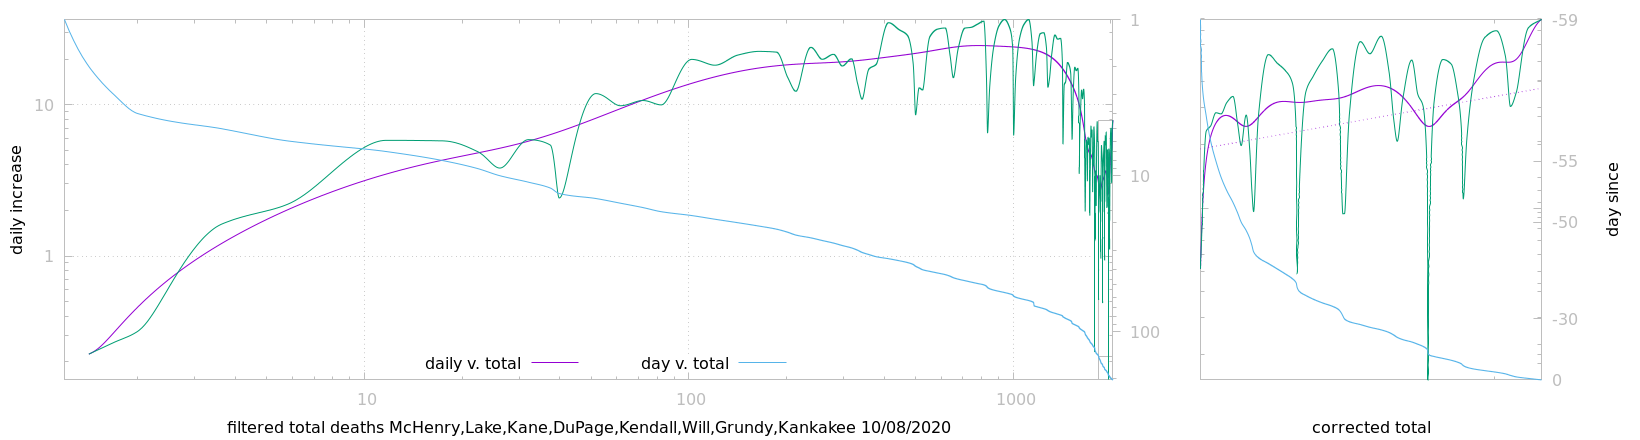 1
-59
10
daily increase
-55
10
day since
-50
1
-30
100
daily v. total
day v. total
0
10
100
1000
filtered total deaths McHenry,Lake,Kane,DuPage,Kendall,Will,Grundy,Kankakee 10/08/2020
corrected total